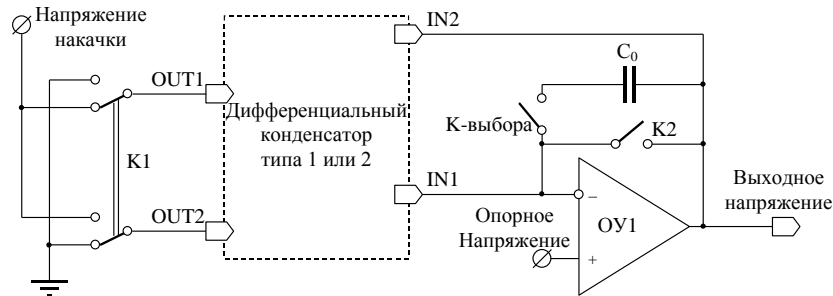 Напряжение
накачки
OUT1
K1
OUT2
Дифференциальный
конденсатор
типа 1 или 2
IN2
IN1
C0
К-выбора
K2
Опорное
Напряжение
ОУ1
−
+
Выходное
напряжение